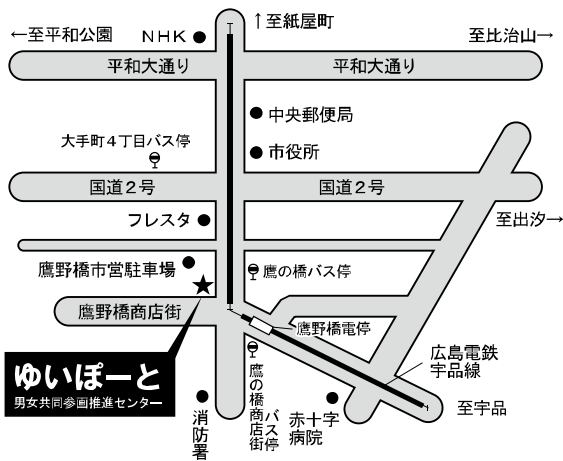 ↑至紙屋町
←至平和公園
NHK
至比治山→
平和大通り
平和大通り
中央郵便局
大手町4丁目バス停
市役所
国道2号
国道2号
フレスタ
至出汐→
鷹野橋市営駐車場
鷹の橋バス停
鷹野橋商店街
鷹野橋電停
広島電鉄
宇品線
ゆいぽーと
男女共同参画推進センター
至宇品
消防署
鷹の橋商店街
バス停
赤十字
病院